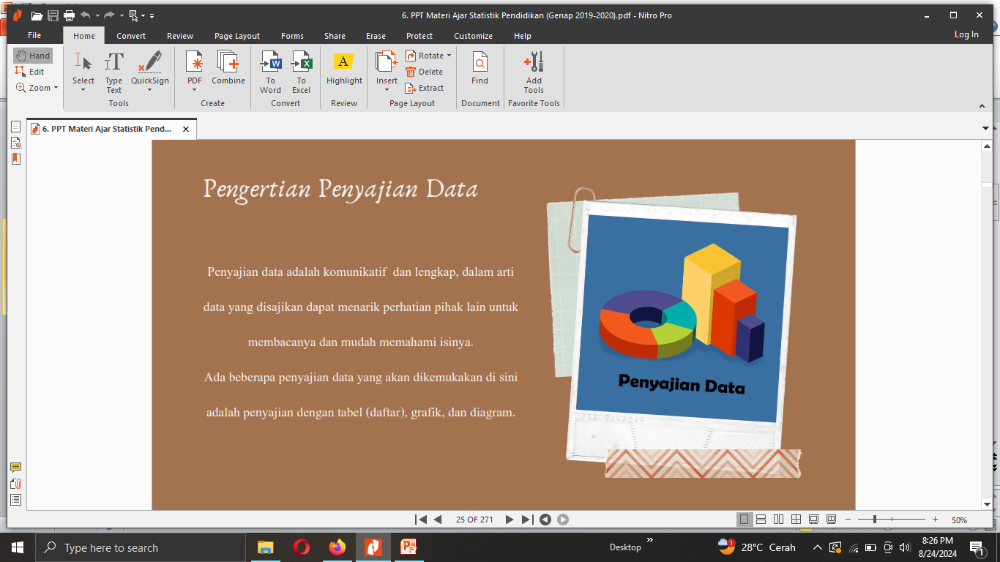 6. PPT Materi Ajar Statistik Pendidikan (Genap 2019-2020).pdf - Nitro Pro
File Home Convert Review Page Layout Forms Share Erase Protect Customize Help Log In
Hand
Edit
Zoom
Select
Type Text
QuickSign
Tools
PDF
Combine
Create
To Word
To Excel
Convert
A
Highlight
Review
Insert
Rotate
Delete
Extract
Page Layout
Find
Document
Add Tools
Favorite Tools
6. PPT Materi Ajar Statistik Pend...
Pengertian Penyajian Data
Penyajian data adalah komunikatif dan lengkap, dalam arti
data yang disajikan dapat menarik perhatian pihak lain untuk
membacanya dan mudah memahami isinya.
Ada beberapa penyajian data yang akan dikemukakan di sini
adalah penyajian dengan tabel (daftar), grafik, dan diagram.
Penyajian Data
25 OF 271
50%
Type here to search
Desktop
1
28°C Cerah
8:26 PM
8/24/2024
1